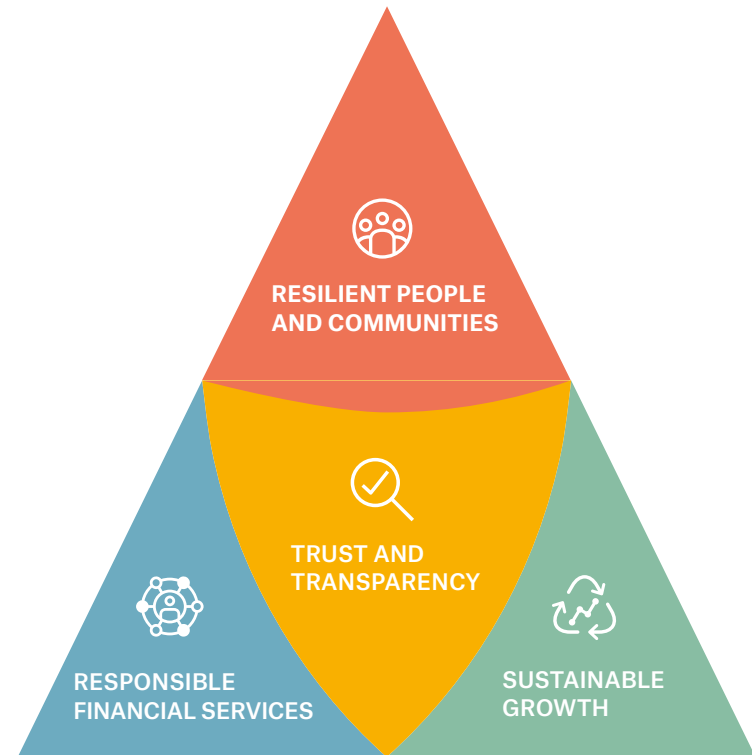 RESILIENT PEOPLE
AND COMMUNITIES
TRUST AND
TRANSPARENCY
RESPONSIBLE
FINANCIAL SERVICES
SUSTAINABLE
GROWTH